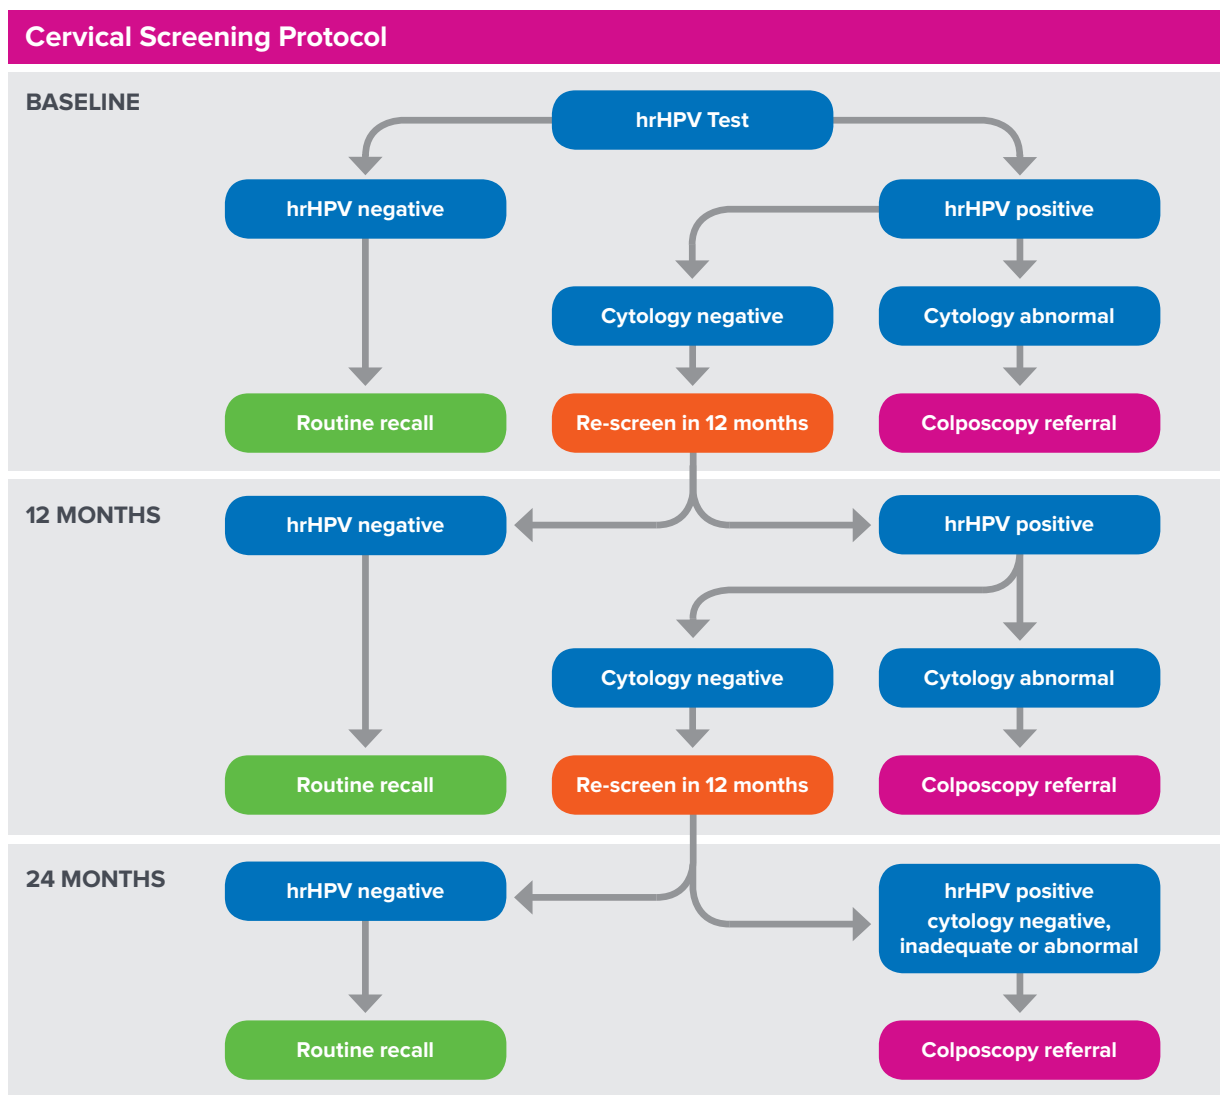 Cervical Screening Protocol
BASELINE
hrHPV Test
hrHPV negative
hrHPV positive
Cytology negative
Cytology abnormal
Routine recall
Re-screen in 12 months
Colposcopy referral
12 MONTHS
hrHPV negative
hrHPV positive
Cytology negative
Cytology abnormal
Routine recall
Re-screen in 12 months
Colposcopy referral
24 MONTHS
hrHPV negative
hrHPV positive
cytology negative,
inadequate or abnormal
Routine recall
Colposcopy referral